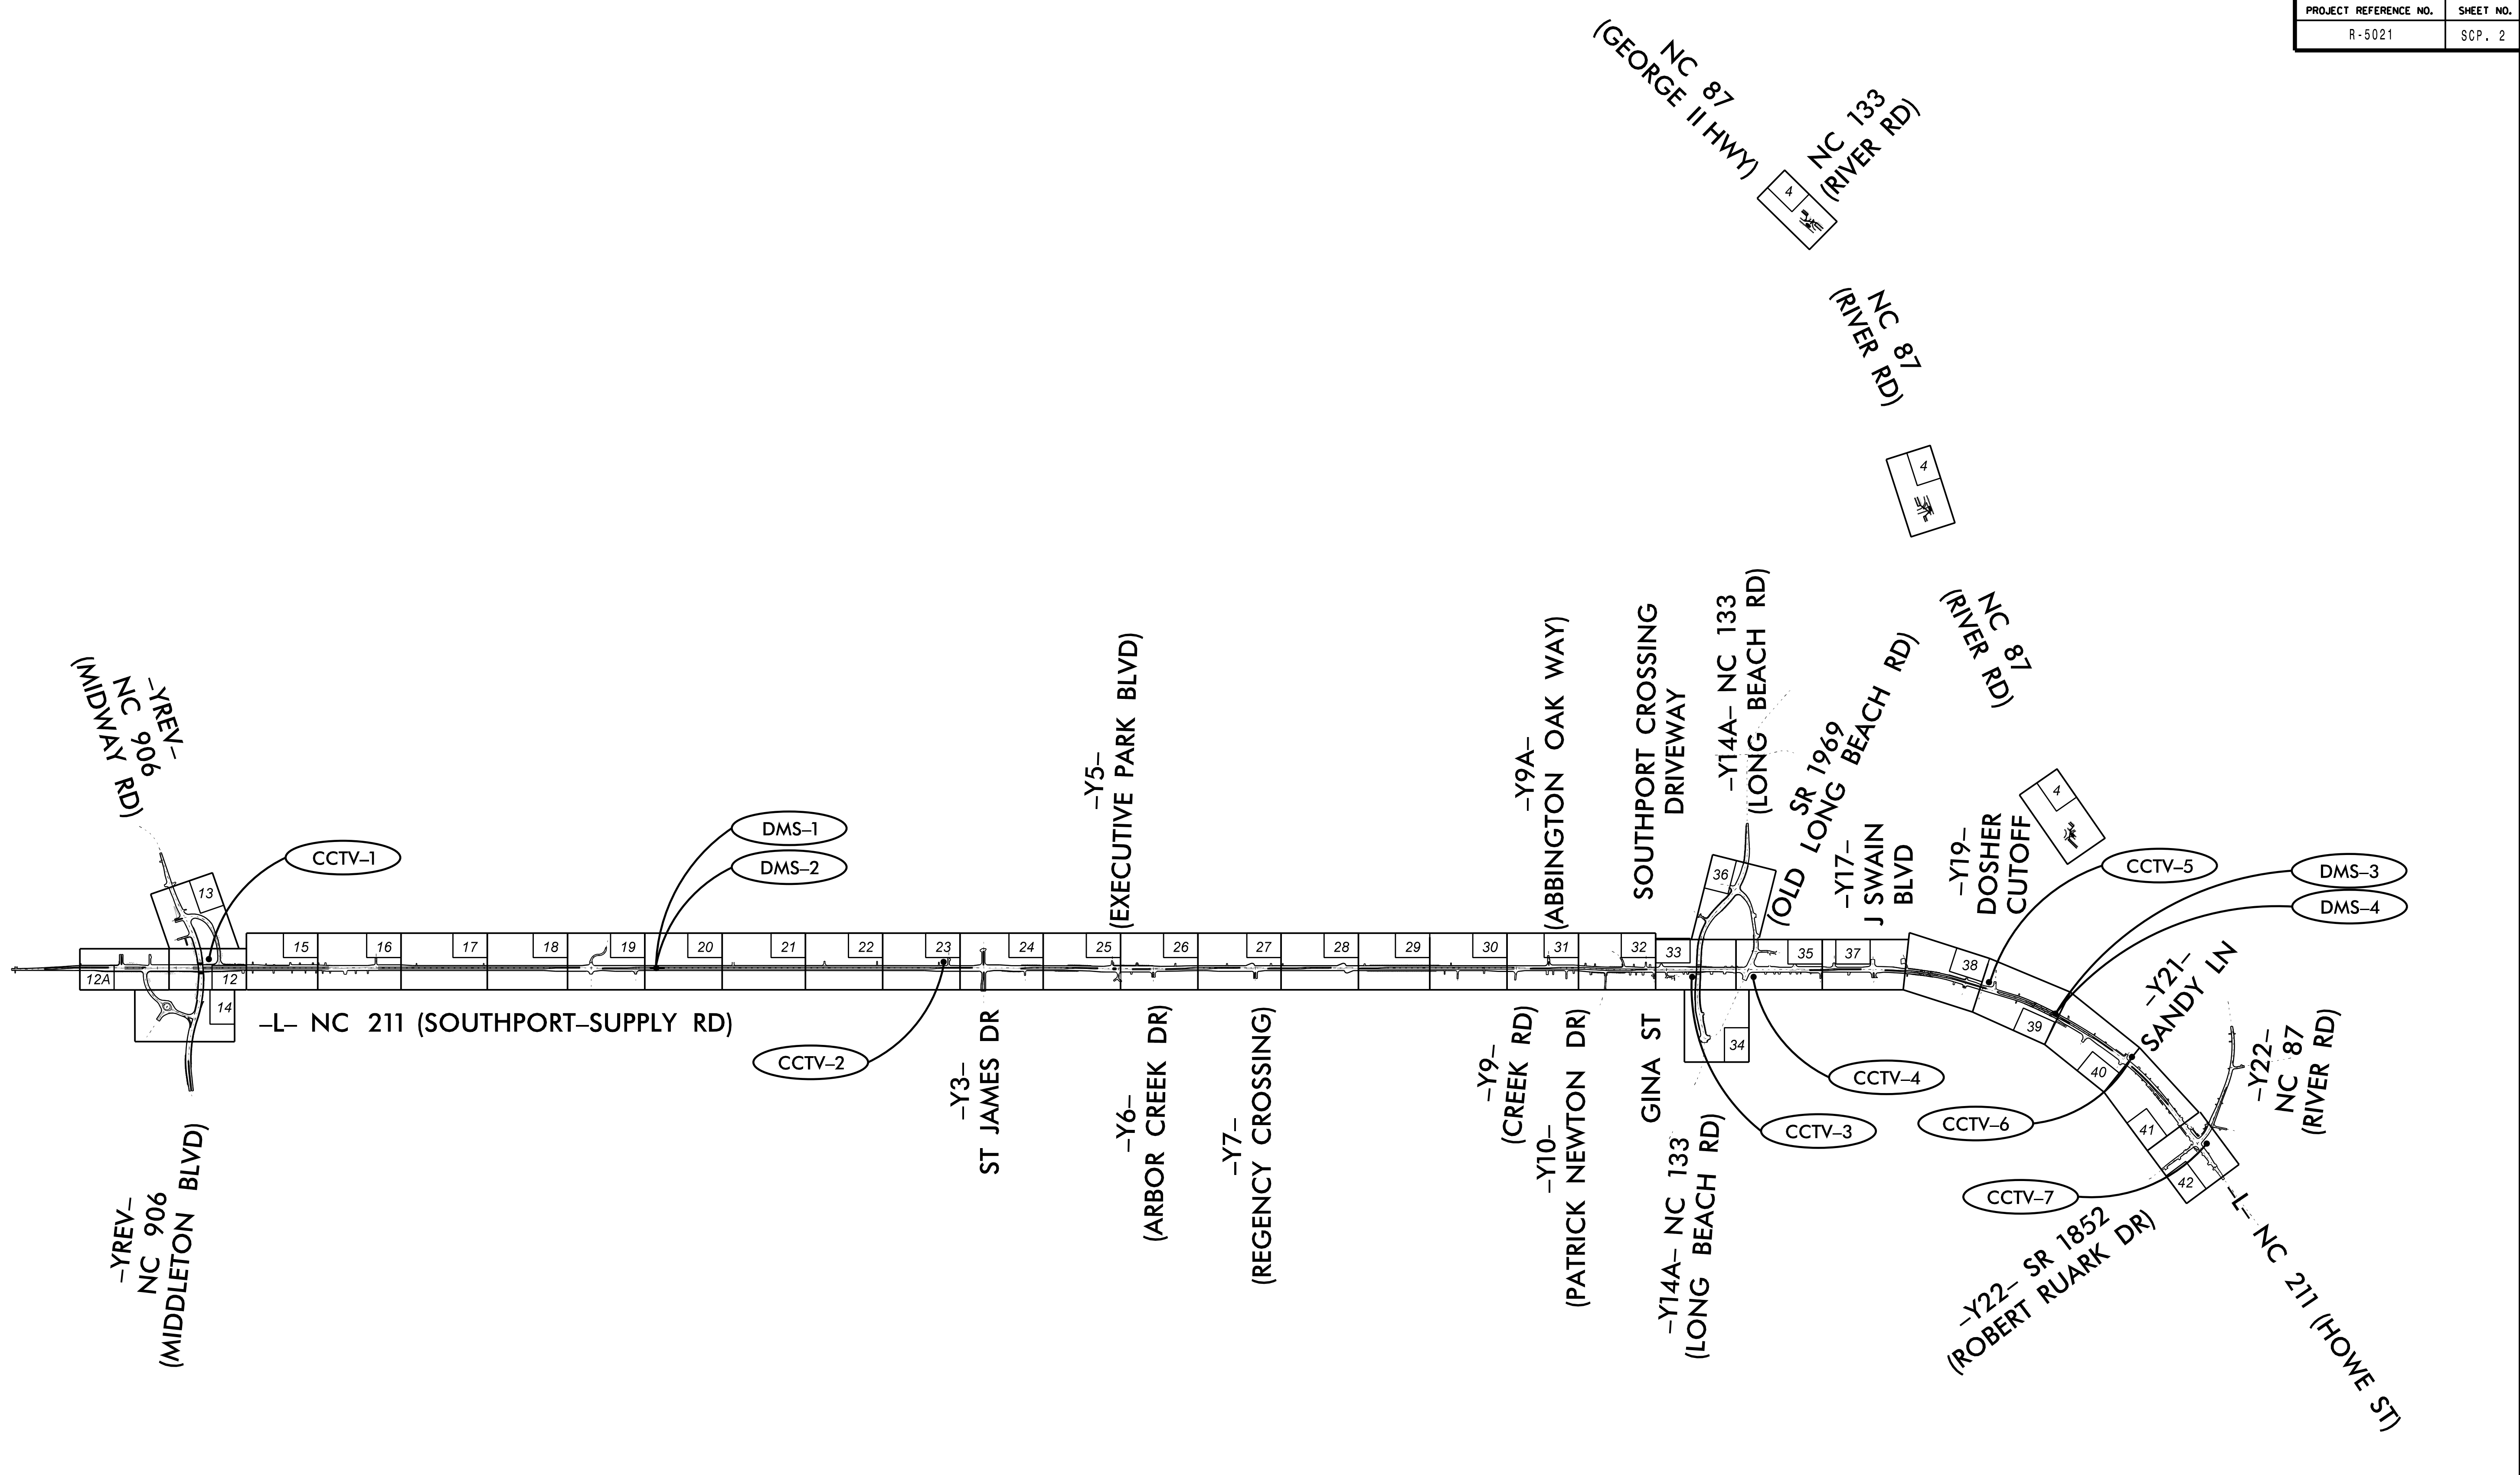 PROJECT REFERENCE NO.
SHEET NO.
R-5021
SCP. 2
NC 87
(GEORGE II HWY)
NC 133
(RIVER RD)
4
NC 87
(RIVER RD)
4
NC 87
(RIVER RD)
4
–YREV–
NC 906
(MIDWAY RD)
–Y5–
(EXECUTIVE PARK BLVD)
–Y9A–
(ABBINGTON OAK WAY)
SOUTHPORT CROSSING
DRIVEWAY
–Y14A– NC 133
(LONG BEACH RD)
SR 1969
(OLD LONG BEACH RD)
–Y17–
J SWAIN
BLVD
–Y19–
DOSHER
CUTOFF
CCTV–1
DMS–1
DMS–2
CCTV–5
DMS–3
DMS–4
13
36
12A
12
14
15
16
17
18
19
20
21
22
23
24
25
26
27
28
29
30
31
32
33
34
35
37
38
39
40
41
42
–L– NC 211 (SOUTHPORT–SUPPLY RD)
CCTV–2
–Y3–
ST JAMES DR
–Y6–
(ARBOR CREEK DR)
–Y7–
(REGENCY CROSSING)
–Y9–
(CREEK RD)
–Y10–
(PATRICK NEWTON DR)
GINA ST
–Y14A– NC 133
(LONG BEACH RD)
CCTV–4
CCTV–3
CCTV–6
CCTV–7
–Y21–
SANDY LN
–Y22–
NC 87
(RIVER RD)
–Y22– SR 1852
(ROBERT RUARK DR)
–L– NC 211 (HOWE ST)
–YREV–
NC 906
(MIDDLETON BLVD)